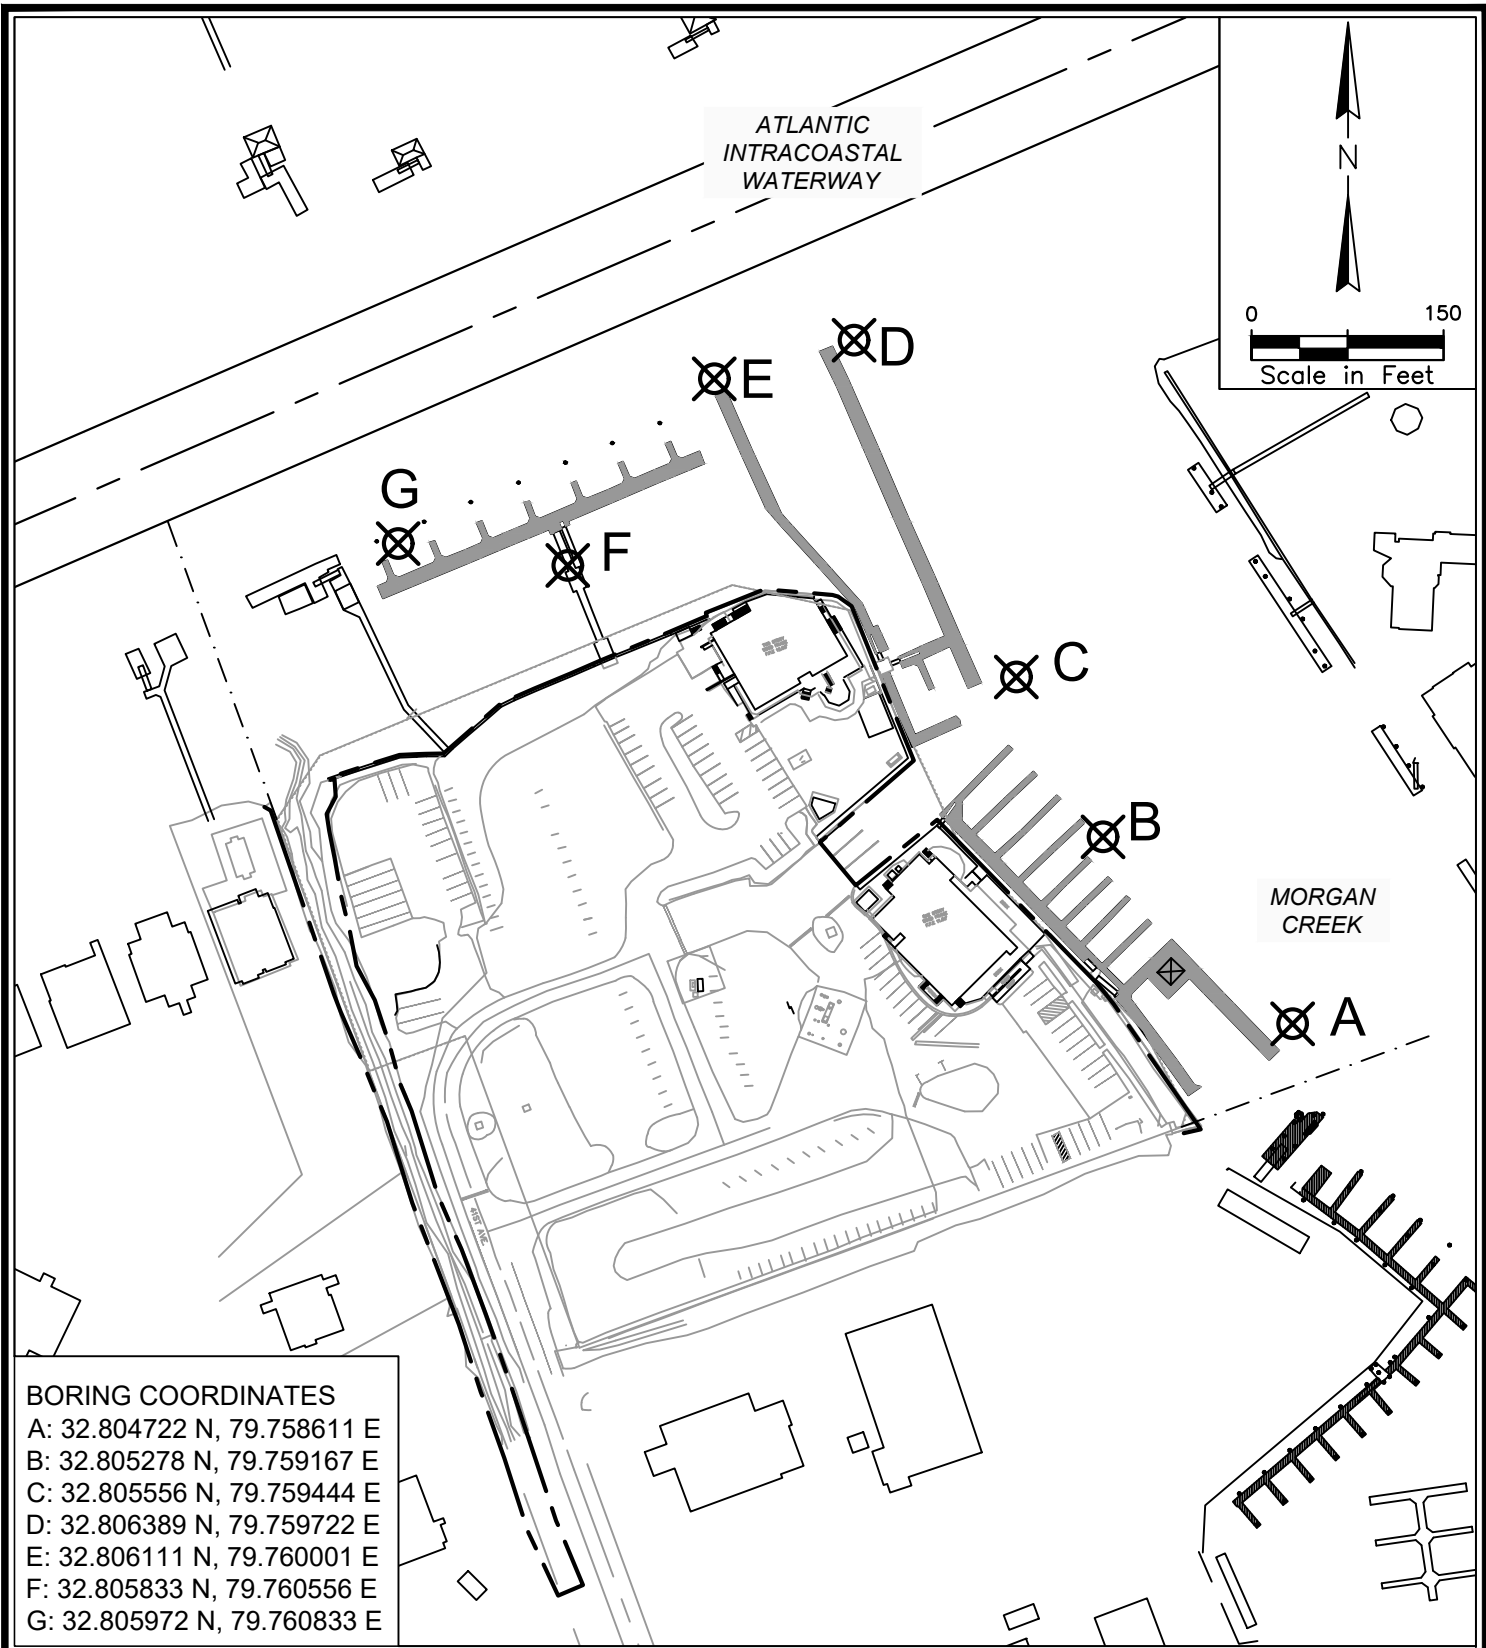 ATLANTIC
INTRACOASTAL
WATERWAY
N
0 150
Scale in Feet
D
E
G
F
C
B
MORGAN
CREEK
A
41ST AVE.
BORING COORDINATES
A: 32.804722 N, 79.758611 E
B: 32.805278 N, 79.759167 E
C: 32.805556 N, 79.759444 E
D: 32.806389 N, 79.759722 E
E: 32.806111 N, 79.760001 E
F: 32.805833 N, 79.760556 E
G: 32.805972 N, 79.760833 E